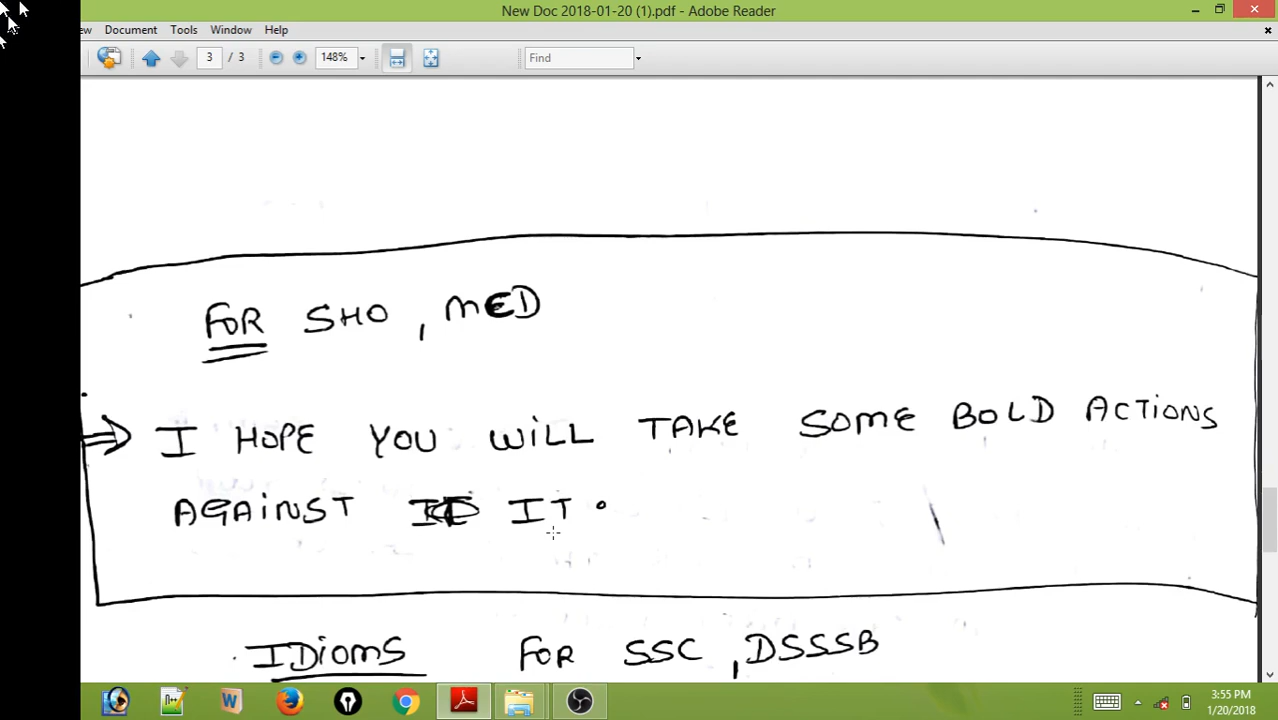 New Doc 2018-01-20 (1).pdf - Adobe Reader
ew Document Tools Window Help
3 / 3 148% Find
FOR SHO, MED
⇒ I HOPE YOU WiLL TAKE SOME BOLD ACTiONS
AGAiNST IT.
IDioms FOR SSC, DSSSB
3:55 PM
1/20/2018